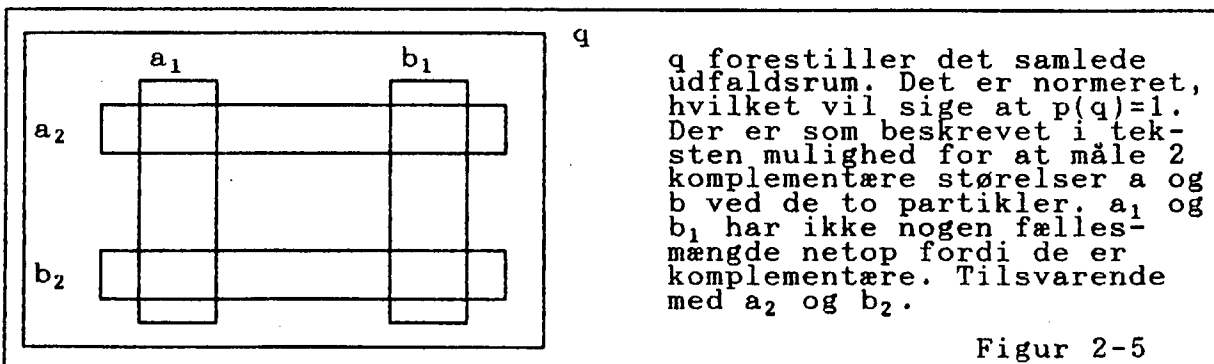 q
a₁ b₁
a₂
b₂
q forestiller det samlede
udfaldsrum. Det er normeret,
hvilket vil sige at p(q)=1.
Der er som beskrevet i tek-
sten mulighed for at måle 2
komplementære størelser a og
b ved de to partikler. a₁ og
b₁ har ikke nogen fælles-
mængde netop fordi de er
komplementære. Tilsvarende
med a₂ og b₂.
Figur 2-5